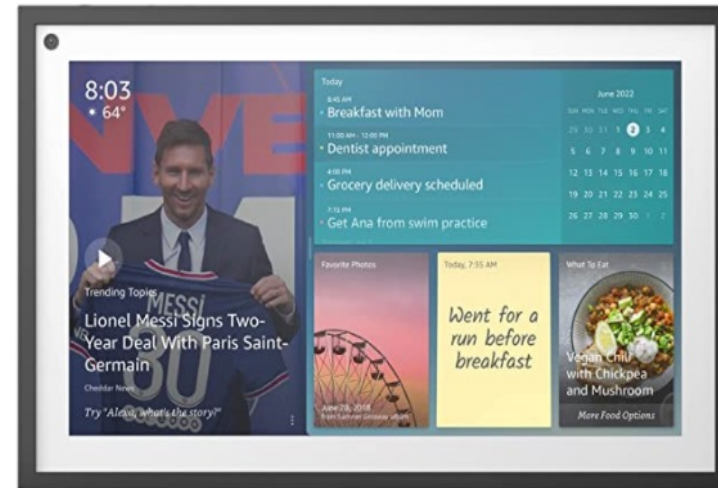 8:03
64°
NVE
MESSI
30
Trending Topics
Lionel Messi Signs Two-
Year Deal With Paris Saint-
Germain
Cheddar News
Try "Alexa, what's the story?"
Today
8:45 AM
Breakfast with Mom
11:00 AM - 12:00 PM
Dentist appointment
4:00 PM
Grocery delivery scheduled
7:15 PM
Get Ana from swim practice
June 2022
SUN MON TUE WED THU FRI SAT
29 30 31 1 2 3 4
5 6 7 8 9 10 11
12 13 14 15 16 17 18
19 20 21 22 23 24 25
26 27 28 29 30 1 2
Favorite Photos
June 20, 2018
from Summer Getaway album
Today, 7:35 AM
Went for a
run before
breakfast
What To Eat
Vegan Chili
with Chickpea
and Mushroom
More Food Options